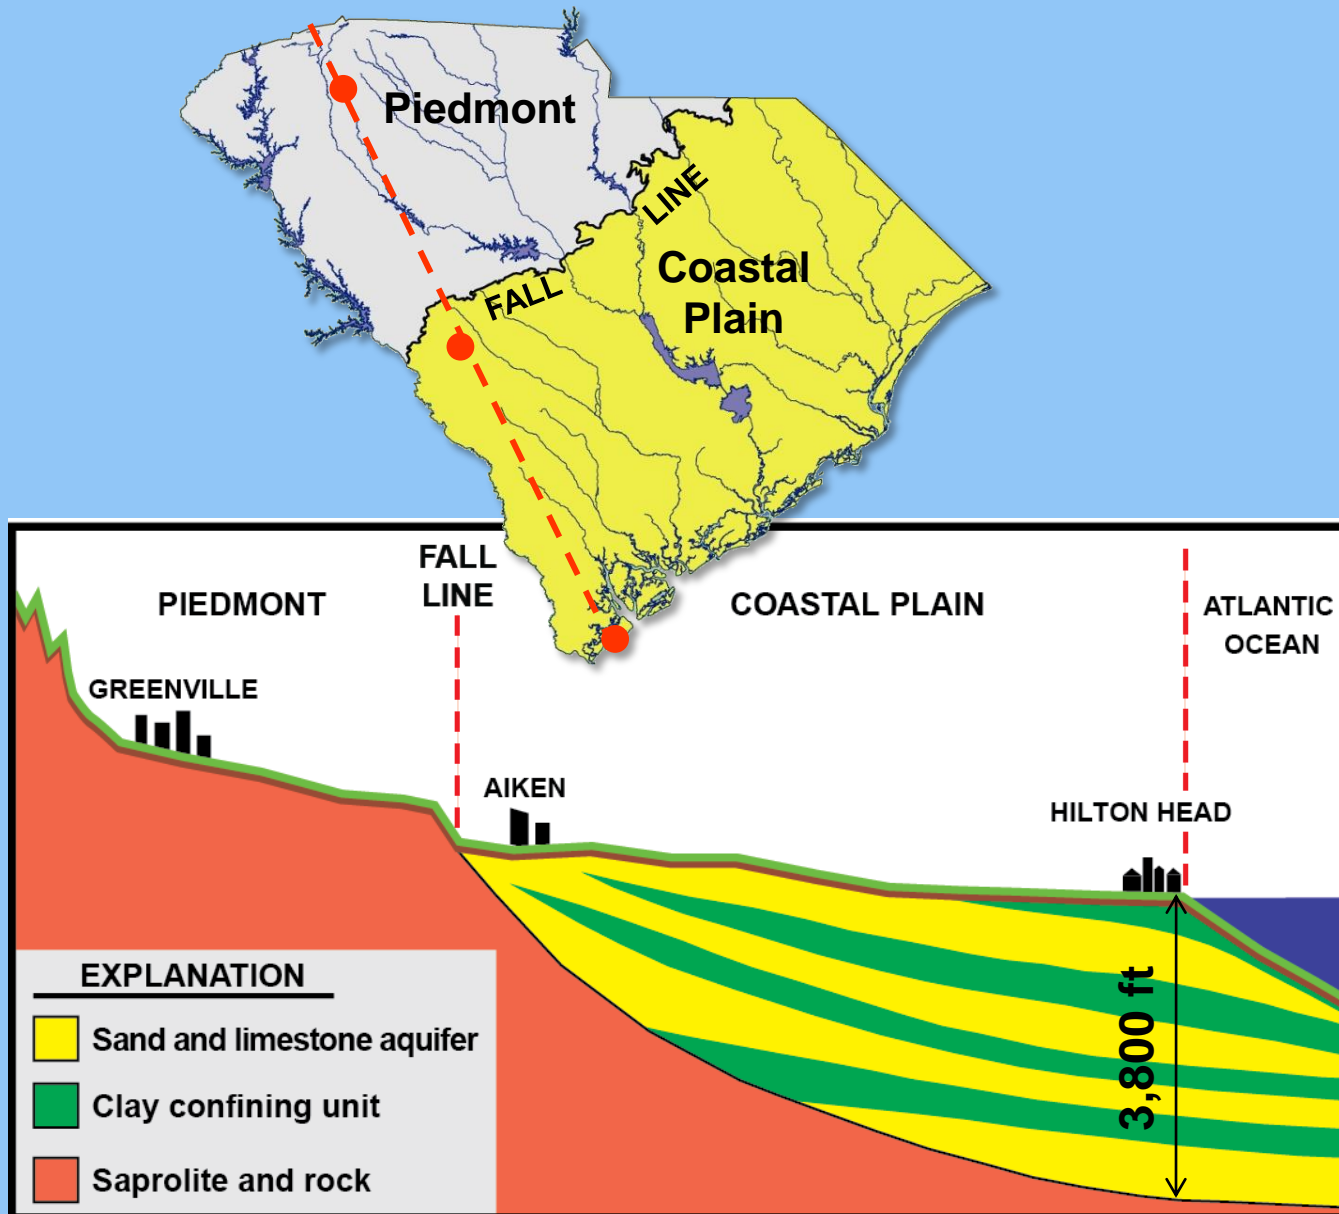 Piedmont
FALL
LINE
Coastal
Plain
FALL
LINE
PIEDMONT
COASTAL PLAIN
ATLANTIC
OCEAN
GREENVILLE
AIKEN
HILTON HEAD
3,800 ft
EXPLANATION
Sand and limestone aquifer
Clay confining unit
Saprolite and rock